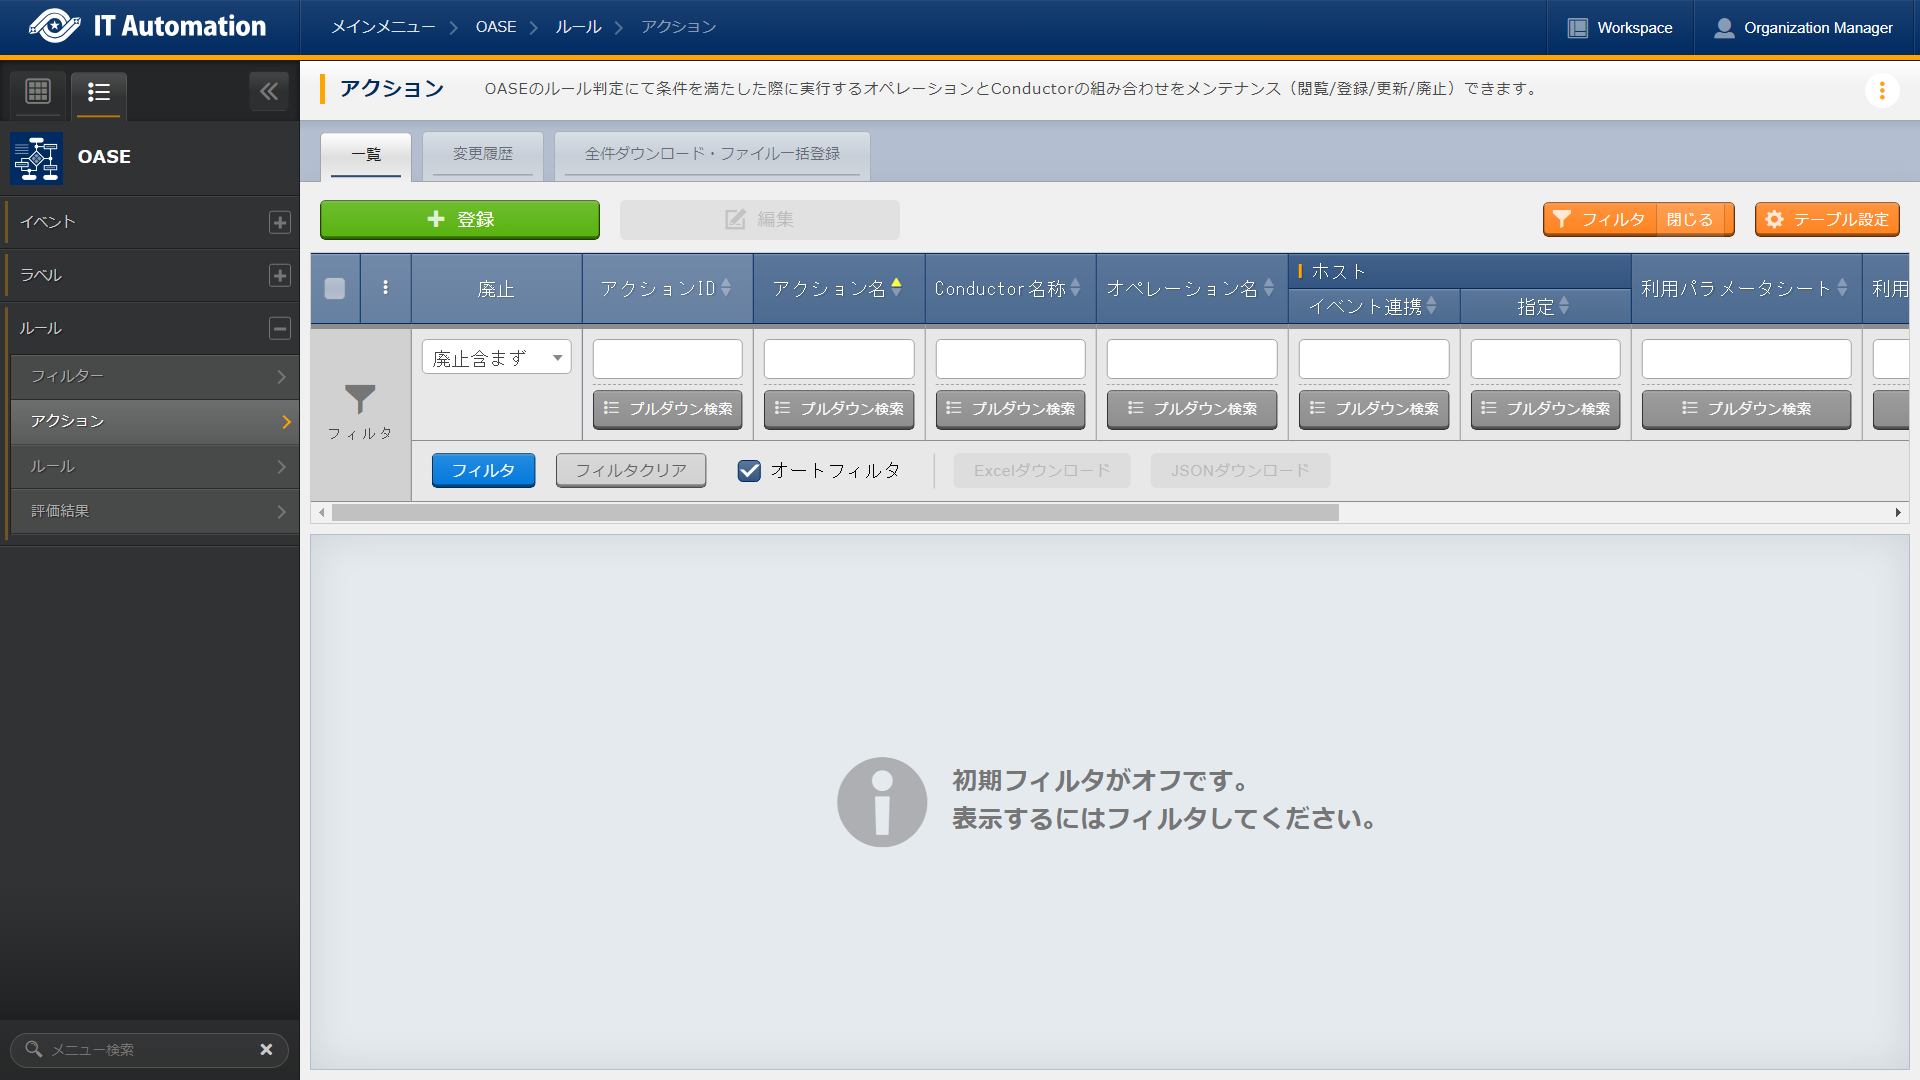 IT Automation
メインメニュー
OASE
ルール
アクション
Workspace
Organization Manager
OASE
イベント
ラベル
ルール
フィルター
アクション
ルール
評価結果
メニュー検索
アクション
OASEのルール判定にて条件を満たした際に実行するオペレーションとConductorの組み合わせをメンテナンス（閲覧/登録/更新/廃止）できます。
一覧
変更履歴
全件ダウンロード・ファイル一括登録
登録
編集
フィルタ
閉じる
テーブル設定
廃止
アクションID
アクション名
Conductor名称
オペレーション名
ホスト
イベント連携
指定
利用パラメータシート
利用
フィルタ
廃止含まず
プルダウン検索
プルダウン検索
プルダウン検索
プルダウン検索
プルダウン検索
プルダウン検索
プルダウン検索
フィルタ
フィルタクリア
オートフィルタ
Excelダウンロード
JSONダウンロード
初期フィルタがオフです。
表示するにはフィルタしてください。